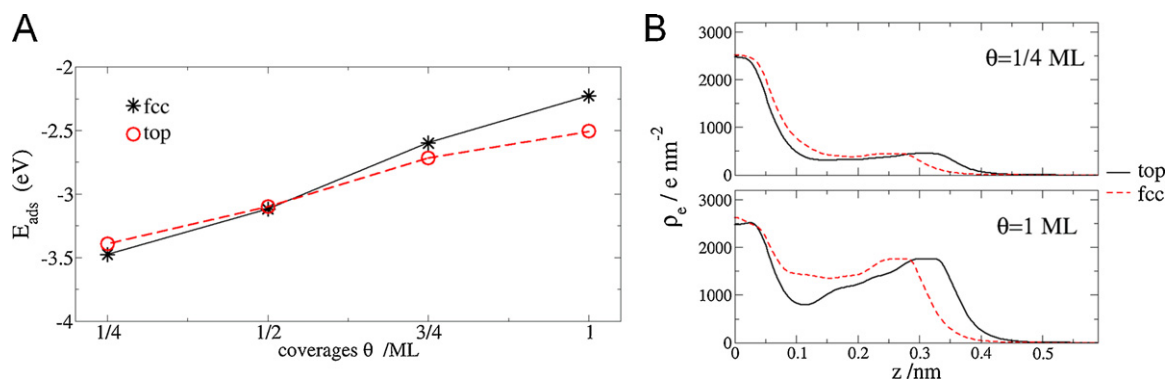 A
-2
-2.5
-3
-3.5
-4
E_ads (eV)
fcc
top
1/4
1/2
3/4
1
coverages θ /ML
B
3000
2000
1000
0
θ=1/4 ML
3000
2000
1000
0
θ=1 ML
ρ_e / e nm⁻²
0
0.1
0.2
0.3
0.4
0.5
z /nm
top
fcc